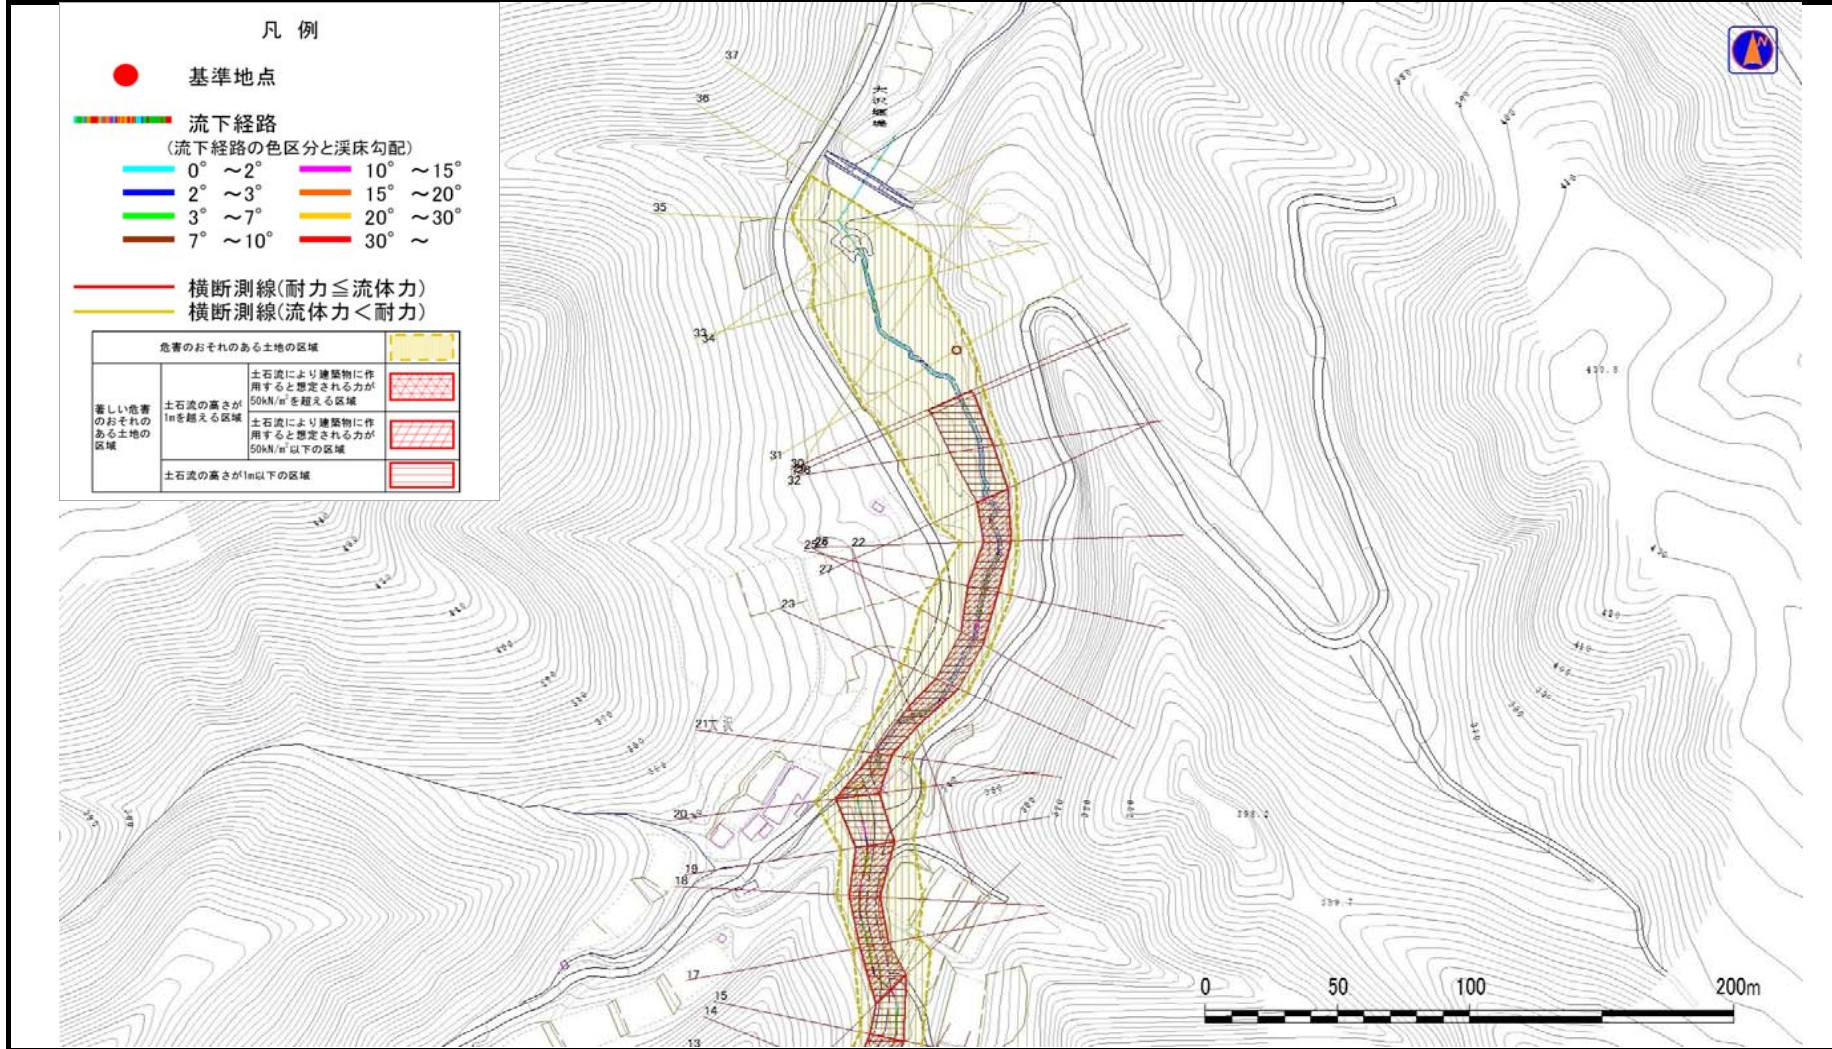 凡 例
基準地点
流下経路
(流下経路の色区分と渓床勾配)
0° ～2° 10° ～15°
2° ～3° 15° ～20°
3° ～7° 20° ～30°
7° ～10° 30° ～
横断測線(耐力≦流体力)
横断測線(流体力＜耐力)
危害のおそれのある土地の区域
著しい危害
のおそれの
ある土地の
区域
土石流の高さが
1mを越える区域
土石流により建築物に作
用すると想定される力が
50kN/m²を超える区域
土石流により建築物に作
用すると想定される力が
50kN/m²以下の区域
土石流の高さが1m以下の区域
N
37
36
35
33
34
31
30
32
25
26
22
27
23
21
20
19
18
17
15
14
13
0 50 100 200m